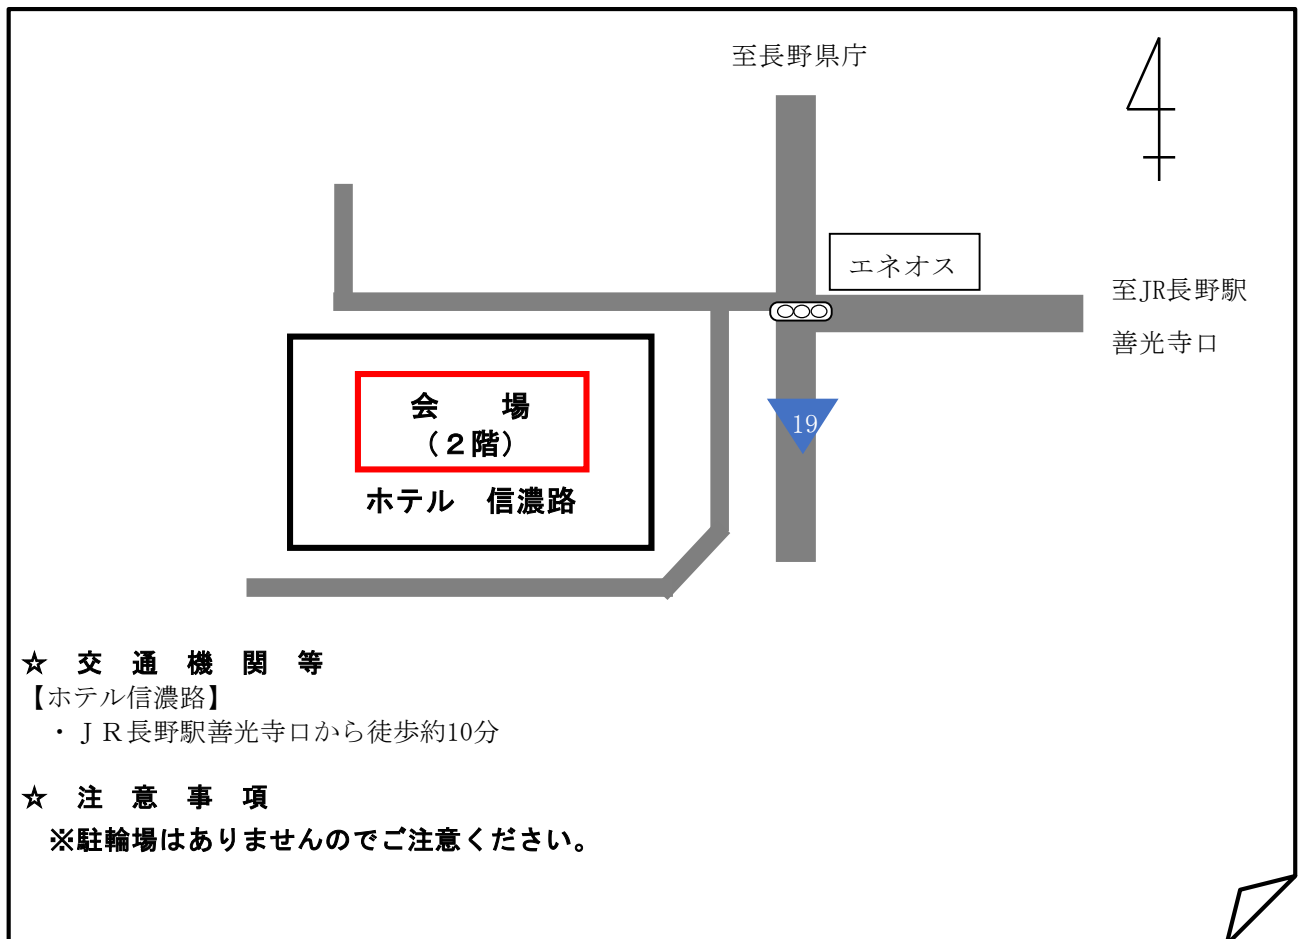 至長野県庁
エネオス
至JR長野駅
善光寺口
19
会　場
（２階）
ホテル　信濃路
☆　交　通　機　関　等
【ホテル信濃路】
・ＪＲ長野駅善光寺口から徒歩約10分
☆　注　意　事　項
※駐輪場はありませんのでご注意ください。